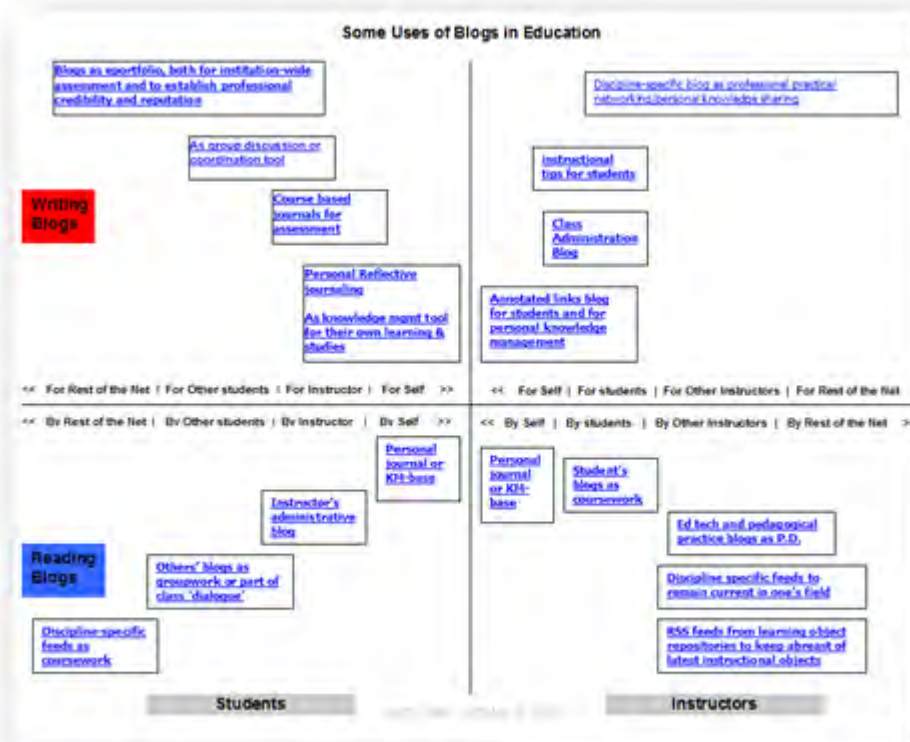 Some Uses of Blogs in Education
Blogs as eportfolio, both for institution-wide
assessment and to establish professional
credibility and reputation
Discipline-specific blog as professional practice/
networking/personal knowledge sharing
As group discussion or
coordination tool
Instructional
tips for students
Writing
Blogs
Course based
journals for
assessment
Class
Administration
Blog
Personal Reflective
journaling
As knowledge mgmt tool
for their own learning &
studies
Annotated links blog
for students and for
personal knowledge
management
<< For Rest of the Net | For Other students | For Instructor | For Self >>
<< For Self | For students | For Other Instructors | For Rest of the Net
<< By Rest of the Net | By Other students | By Instructor | By Self >>
<< By Self | By students | By Other Instructors | By Rest of the Net >
Personal
journal or
KM-base
Personal
journal
or KM-
base
Student's
blogs as
coursework
Instructor's
administrative
blog
Ed tech and pedagogical
practice blogs as P.D.
Reading
Blogs
Others' blogs as
groupwork or part of
class 'dialogue'
Discipline specific feeds to
remain current in one's field
Discipline-specific
feeds as
coursework
RSS feeds from learning object
repositories to keep abreast of
latest instructional objects
Students
Instructors